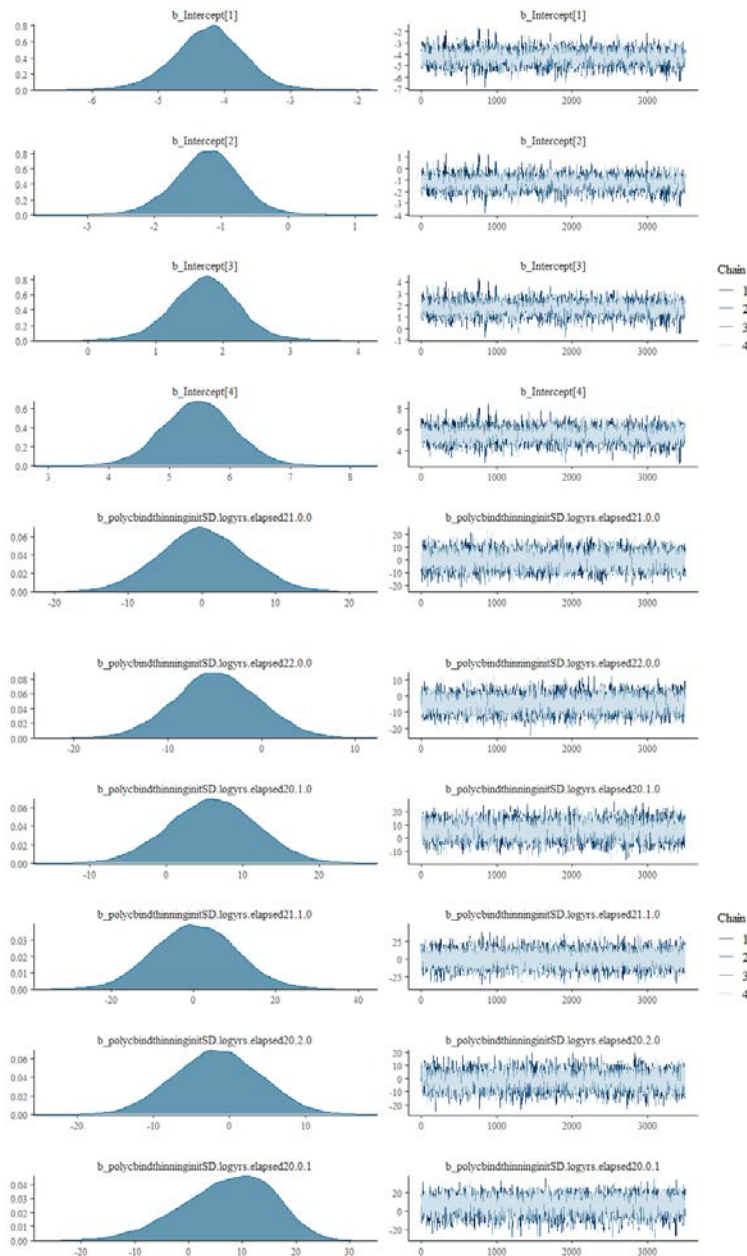 b_Intercept[1] b_Intercept[1]
0.8 -2
0.6 -3
0.4 -4
0.2 -5
0.0 -6
-7
-6 -5 -4 -3 -2 0 1000 2000 3000
b_Intercept[2] b_Intercept[2]
0.8 1
0.6 0
0.4 -1
0.2 -2
0.0 -3
-4
-3 -2 -1 0 1 0 1000 2000 3000
b_Intercept[3] b_Intercept[3]
0.8 4
0.6 3
0.4 2
0.2 1
0.0 0
-1
0 1 2 3 4 0 1000 2000 3000
Chain
1
2
3
4
b_Intercept[4] b_Intercept[4]
0.6 8
0.4 6
0.2 4
0.0
3 4 5 6 7 8 0 1000 2000 3000
b_polycbindthinninginitSD.logyrs.elapsed21.0.0 b_polycbindthinninginitSD.logyrs.elapsed21.0.0
0.06 20
0.04 10
0.02 0
0.00 -10
-20
-20 -10 0 10 20 0 1000 2000 3000
b_polycbindthinninginitSD.logyrs.elapsed22.0.0 b_polycbindthinninginitSD.logyrs.elapsed22.0.0
0.08 10
0.06 0
0.04 -10
0.02 -20
0.00
-20 -10 0 10 0 1000 2000 3000
b_polycbindthinninginitSD.logyrs.elapsed20.1.0 b_polycbindthinninginitSD.logyrs.elapsed20.1.0
0.06 20
0.04 10
0.02 0
0.00 -10
-10 0 10 20 0 1000 2000 3000
b_polycbindthinninginitSD.logyrs.elapsed21.1.0 b_polycbindthinninginitSD.logyrs.elapsed21.1.0
0.03 25
0.02 0
0.01 -25
0.00
-20 0 20 40 0 1000 2000 3000
Chain
1
2
3
4
b_polycbindthinninginitSD.logyrs.elapsed20.2.0 b_polycbindthinninginitSD.logyrs.elapsed20.2.0
0.06 20
0.04 10
0.02 0
0.00 -10
-20
-20 -10 0 10 0 1000 2000 3000
b_polycbindthinninginitSD.logyrs.elapsed20.0.1 b_polycbindthinninginitSD.logyrs.elapsed20.0.1
0.04 20
0.03 0
0.02 -20
0.01
0.00
-20 -10 0 10 20 30 0 1000 2000 3000